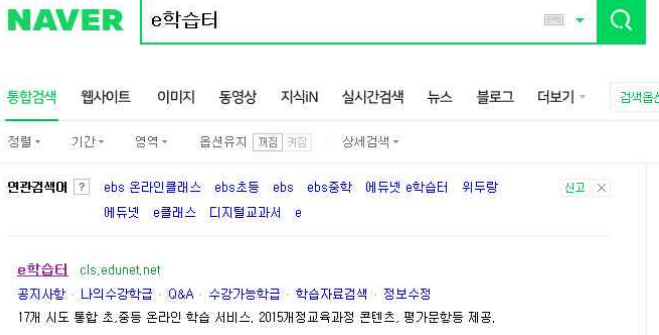 NAVER e학습터
통합검색 웹사이트 이미지 동영상 지식iN 실시간검색 뉴스 블로그 더보기 검색옵션
정렬 기간 영역 옵션유지 꺼짐 켜짐 상세검색
연관검색어 ? ebs 온라인클래스 ebs초등 ebs ebs중학 에듀넷 e학습터 위두랑 신고 ×
에듀넷 e클래스 디지털교과서 e
e학습터 cls.edunet.net
공지사항 · 나의수강학급 · Q&A · 수강가능학급 · 학습자료검색 · 정보수정
17개 시도 통합 초,중등 온라인 학습 서비스, 2015개정교육과정 콘텐츠, 평가문항등 제공.